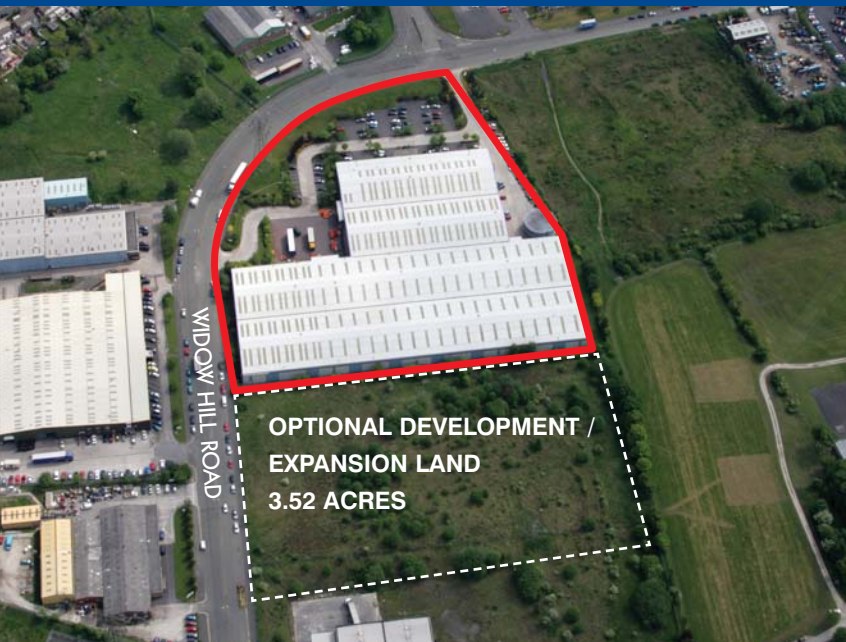 WIDOW HILL ROAD
OPTIONAL DEVELOPMENT /
EXPANSION LAND
3.52 ACRES